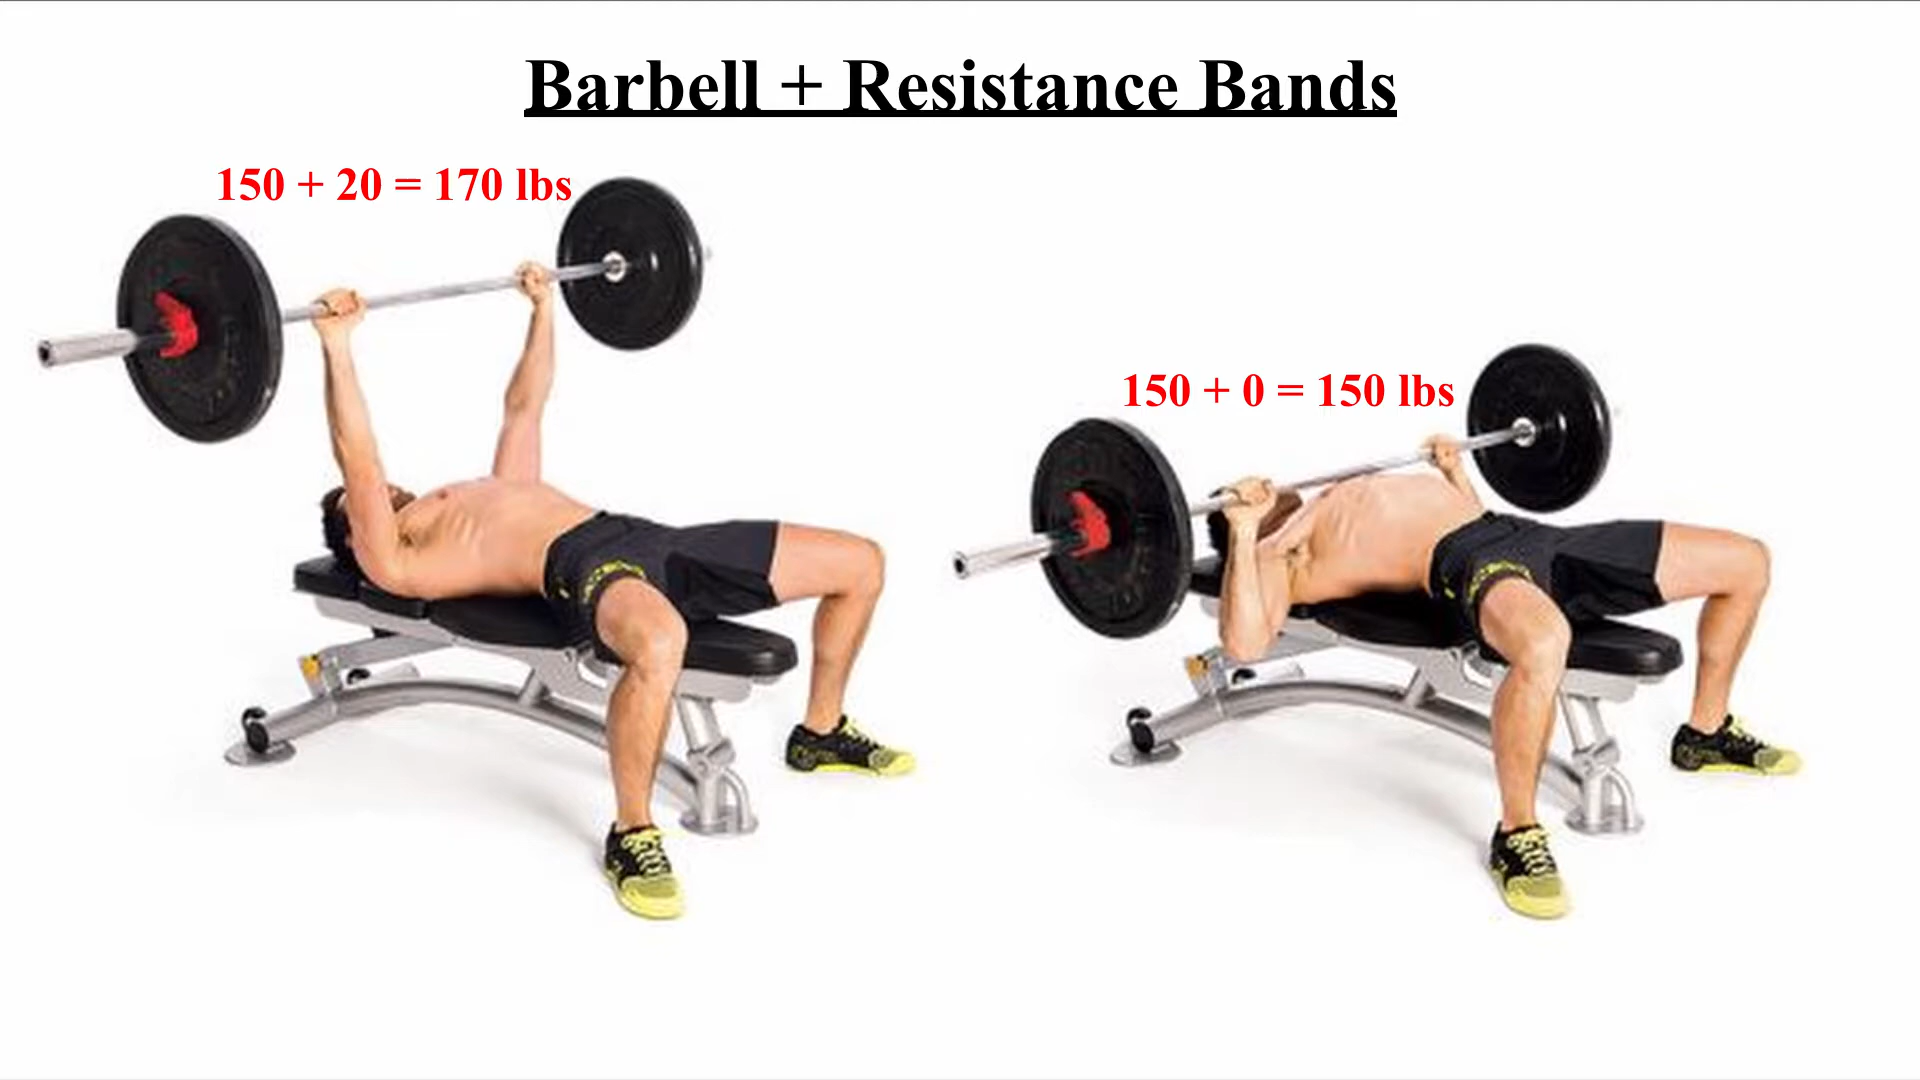 Barbell + Resistance Bands
150 + 20 = 170 lbs
150 + 0 = 150 lbs